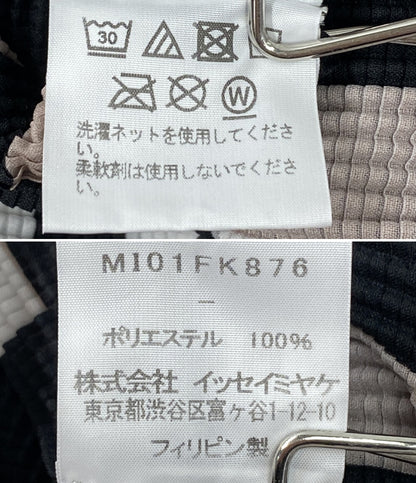 30
W
洗濯ネットを使用してくださ
い。
柔軟剤は使用しないでくださ
い。
MI01FK876
—
ポリエステル 100%
株式会社 イッセイミヤケ
東京都渋谷区富ヶ谷1-12-10
フィリピン製